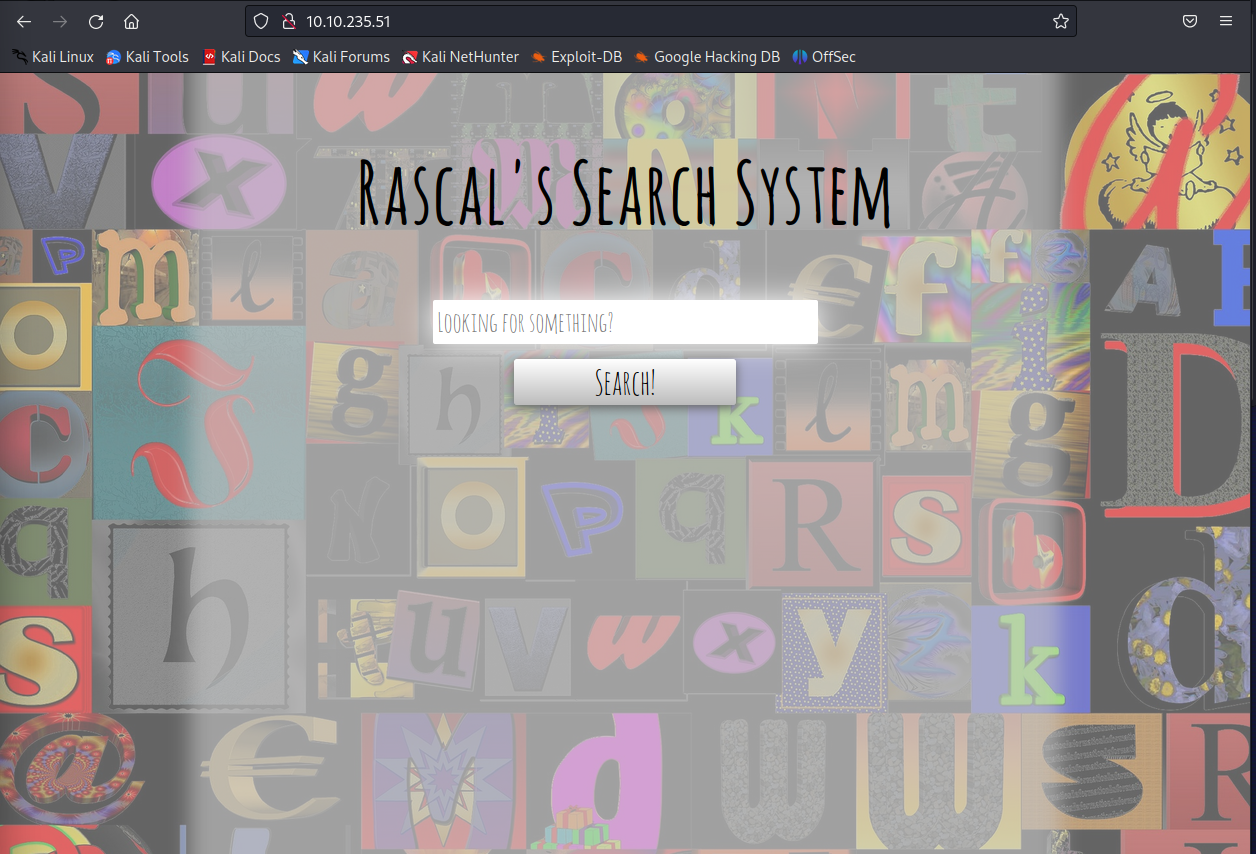 10.10.235.51
Kali Linux Kali Tools Kali Docs Kali Forums Kali NetHunter Exploit-DB Google Hacking DB OffSec
Rascal's Search System
Looking for something?
Search!